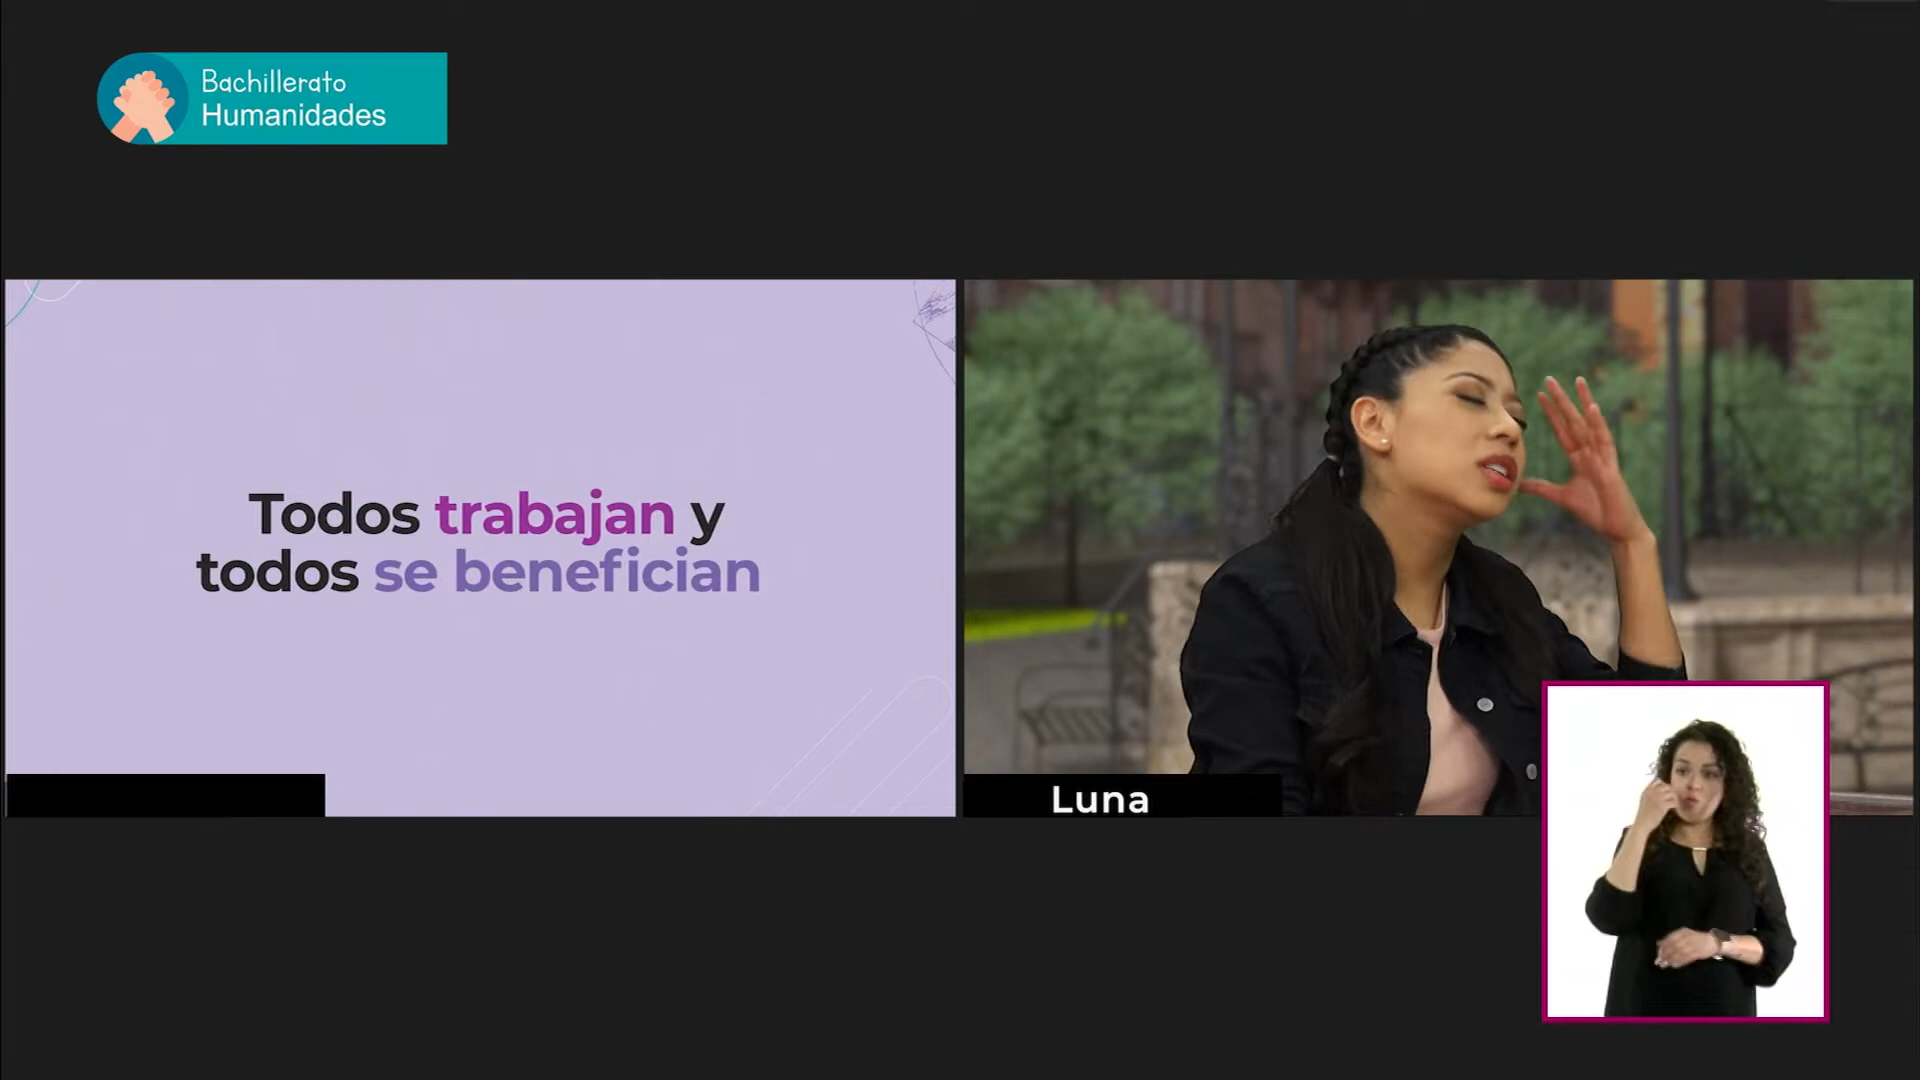 Bachillerato
Humanidades
Todos trabajan y
todos se benefician
Luna